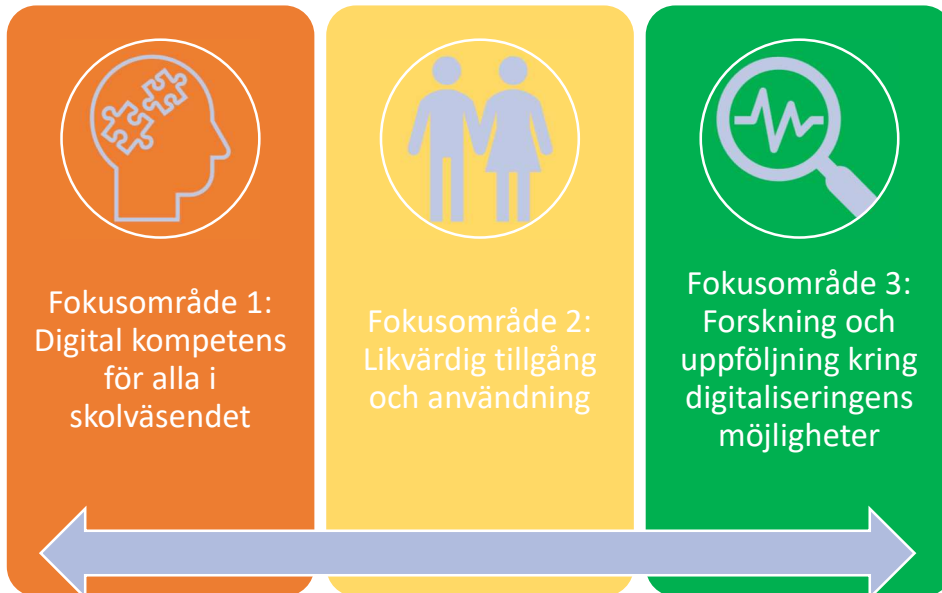 Fokusområde 1:
Digital kompetens
för alla i
skolväsendet
Fokusområde 2:
Likvärdig tillgång
och användning
Fokusområde 3:
Forskning och
uppföljning kring
digitaliseringens
möjligheter